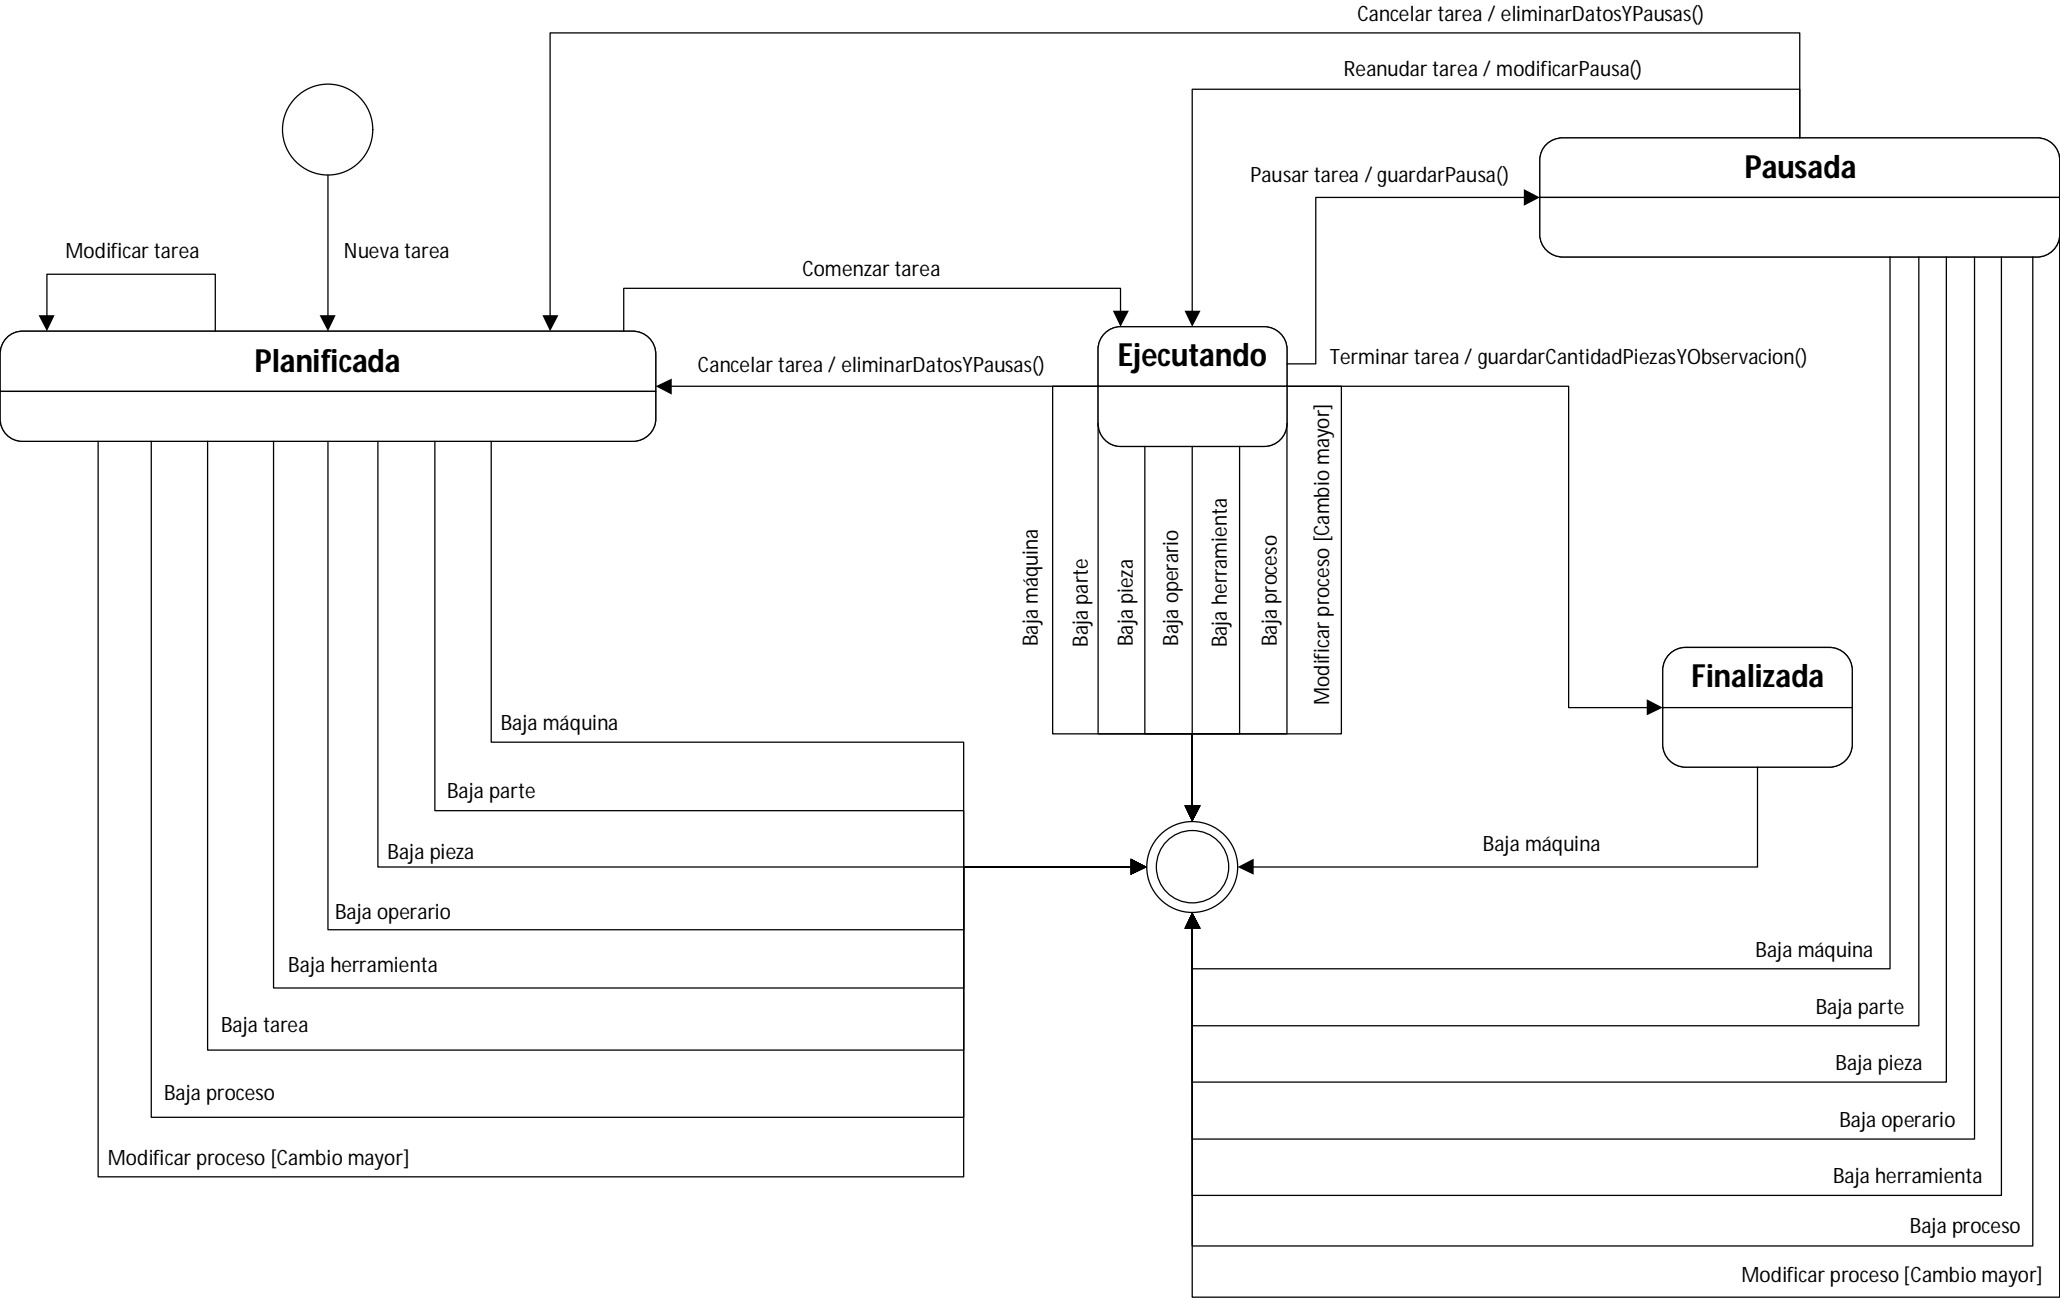 Cancelar tarea / eliminarDatosYPausas()
Reanudar tarea / modificarPausa()
Pausada
Pausar tarea / guardarPausa()
Modificar tarea
Nueva tarea
Comenzar tarea
Planificada
Cancelar tarea / eliminarDatosYPausas()
Ejecutando
Terminar tarea / guardarCantidadPiezasYObservacion()
Baja máquina
Baja parte
Baja pieza
Baja operario
Baja herramienta
Baja proceso
Modificar proceso [Cambio mayor]
Finalizada
Baja máquina
Baja parte
Baja pieza
Baja operario
Baja herramienta
Baja tarea
Baja proceso
Modificar proceso [Cambio mayor]
Baja máquina
Baja máquina
Baja parte
Baja pieza
Baja operario
Baja herramienta
Baja proceso
Modificar proceso [Cambio mayor]